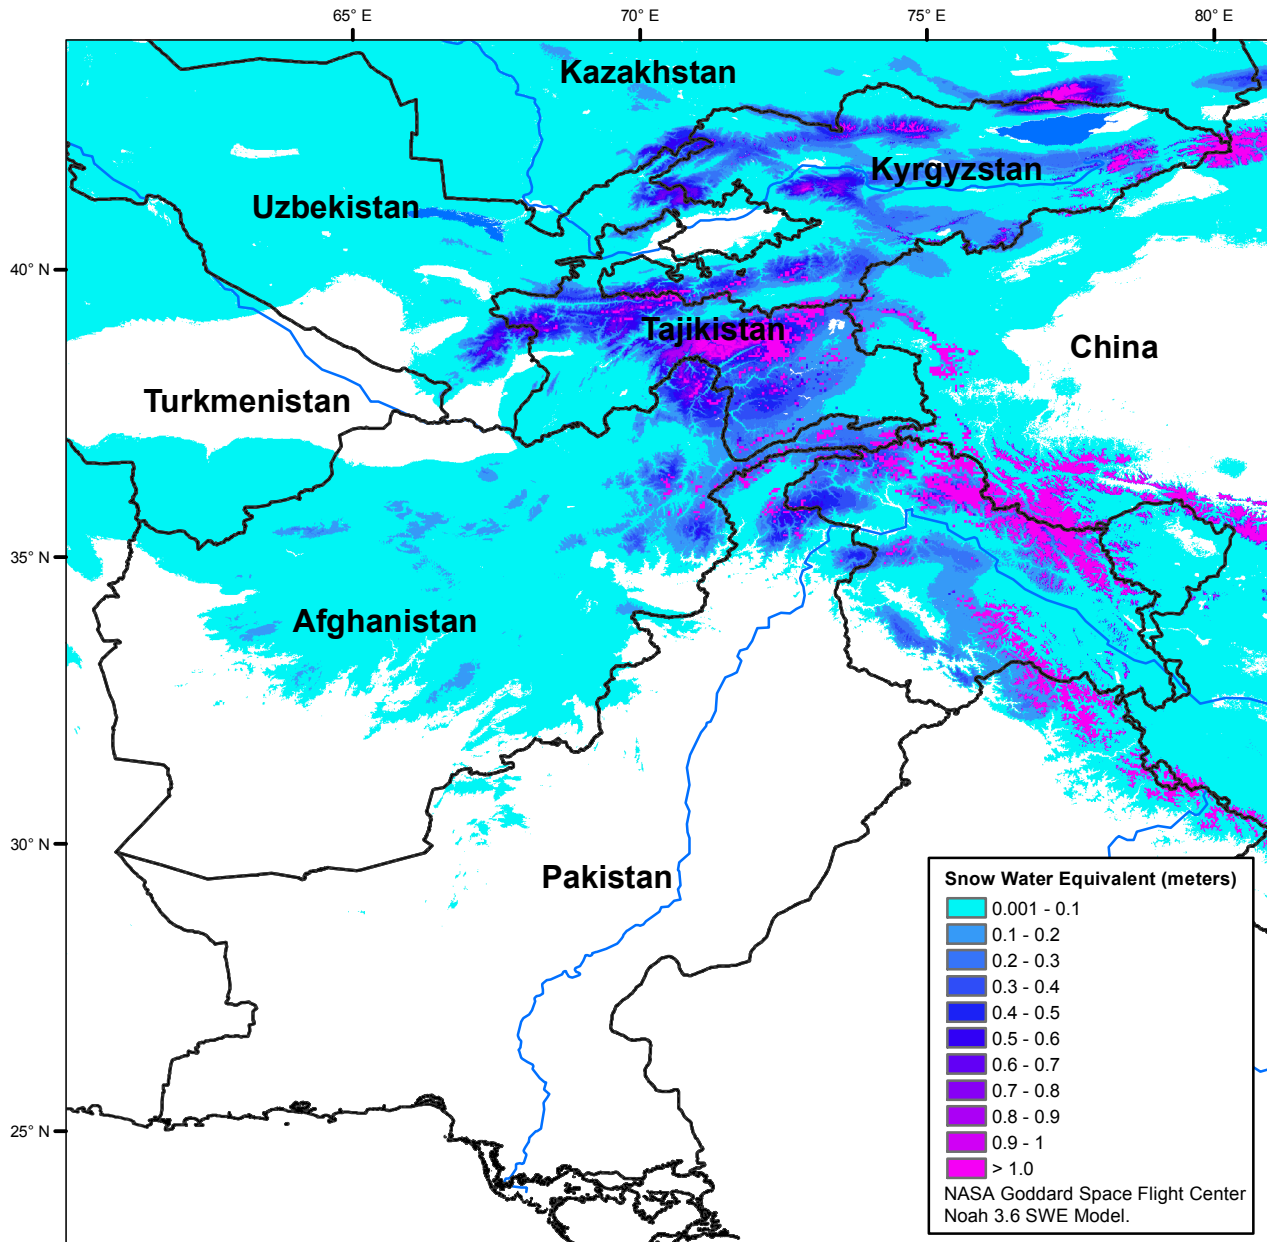 65° E
70° E
75° E
80° E
Kazakhstan
Kyrgyzstan
Uzbekistan
40° N
Tajikistan
China
Turkmenistan
35° N
Afghanistan
30° N
Pakistan
25° N
Snow Water Equivalent (meters)
0.001 - 0.1
0.1 - 0.2
0.2 - 0.3
0.3 - 0.4
0.4 - 0.5
0.5 - 0.6
0.6 - 0.7
0.7 - 0.8
0.8 - 0.9
0.9 - 1
> 1.0
NASA Goddard Space Flight Center
Noah 3.6 SWE Model.